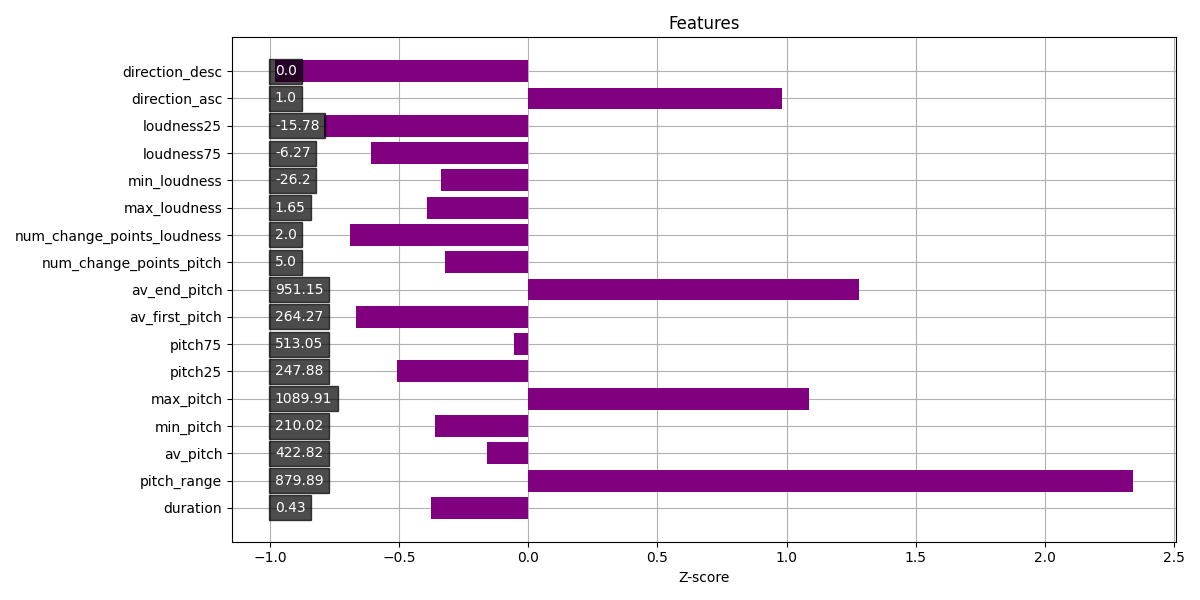 Features
direction_desc 0.0
direction_asc 1.0
loudness25 -15.78
loudness75 -6.27
min_loudness -26.2
max_loudness 1.65
num_change_points_loudness 2.0
num_change_points_pitch 5.0
av_end_pitch 951.15
av_first_pitch 264.27
pitch75 513.05
pitch25 247.88
max_pitch 1089.91
min_pitch 210.02
av_pitch 422.82
pitch_range 879.89
duration 0.43
−1.0 −0.5 0.0 0.5 1.0 1.5 2.0 2.5
Z-score